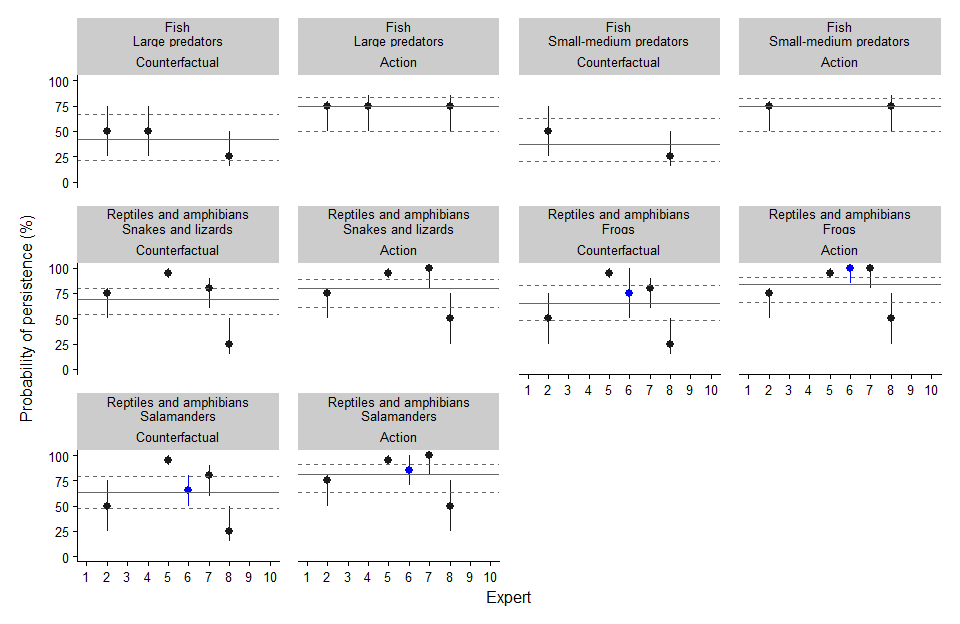 Fish
Large predators
Counterfactual
Fish
Large predators
Action
Fish
Small-medium predators
Counterfactual
Fish
Small-medium predators
Action
100
75
50
25
0
Probability of persistence (%)
Reptiles and amphibians
Snakes and lizards
Counterfactual
Reptiles and amphibians
Snakes and lizards
Action
Reptiles and amphibians
Frogs
Counterfactual
Reptiles and amphibians
Frogs
Action
100
75
50
25
0
1 2 3 4 5 6 7 8 9 10
1 2 3 4 5 6 7 8 9 10
Reptiles and amphibians
Salamanders
Counterfactual
Reptiles and amphibians
Salamanders
Action
100
75
50
25
0
1 2 3 4 5 6 7 8 9 10
1 2 3 4 5 6 7 8 9 10
Expert